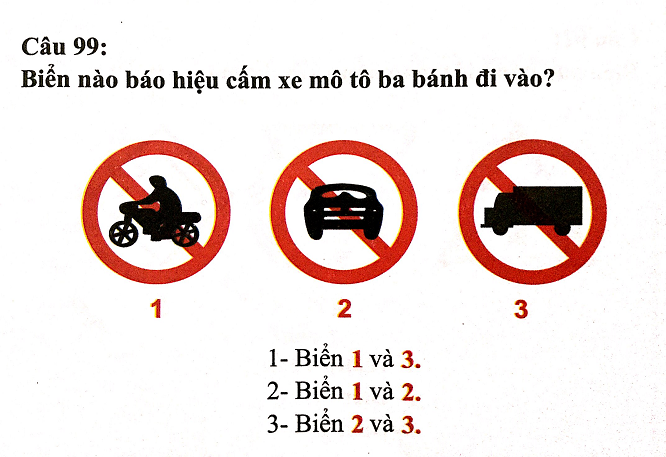 Câu 99:
Biển nào báo hiệu cấm xe mô tô ba bánh đi vào?
1 2 3
1- Biển 1 và 3.
2- Biển 1 và 2.
3- Biển 2 và 3.